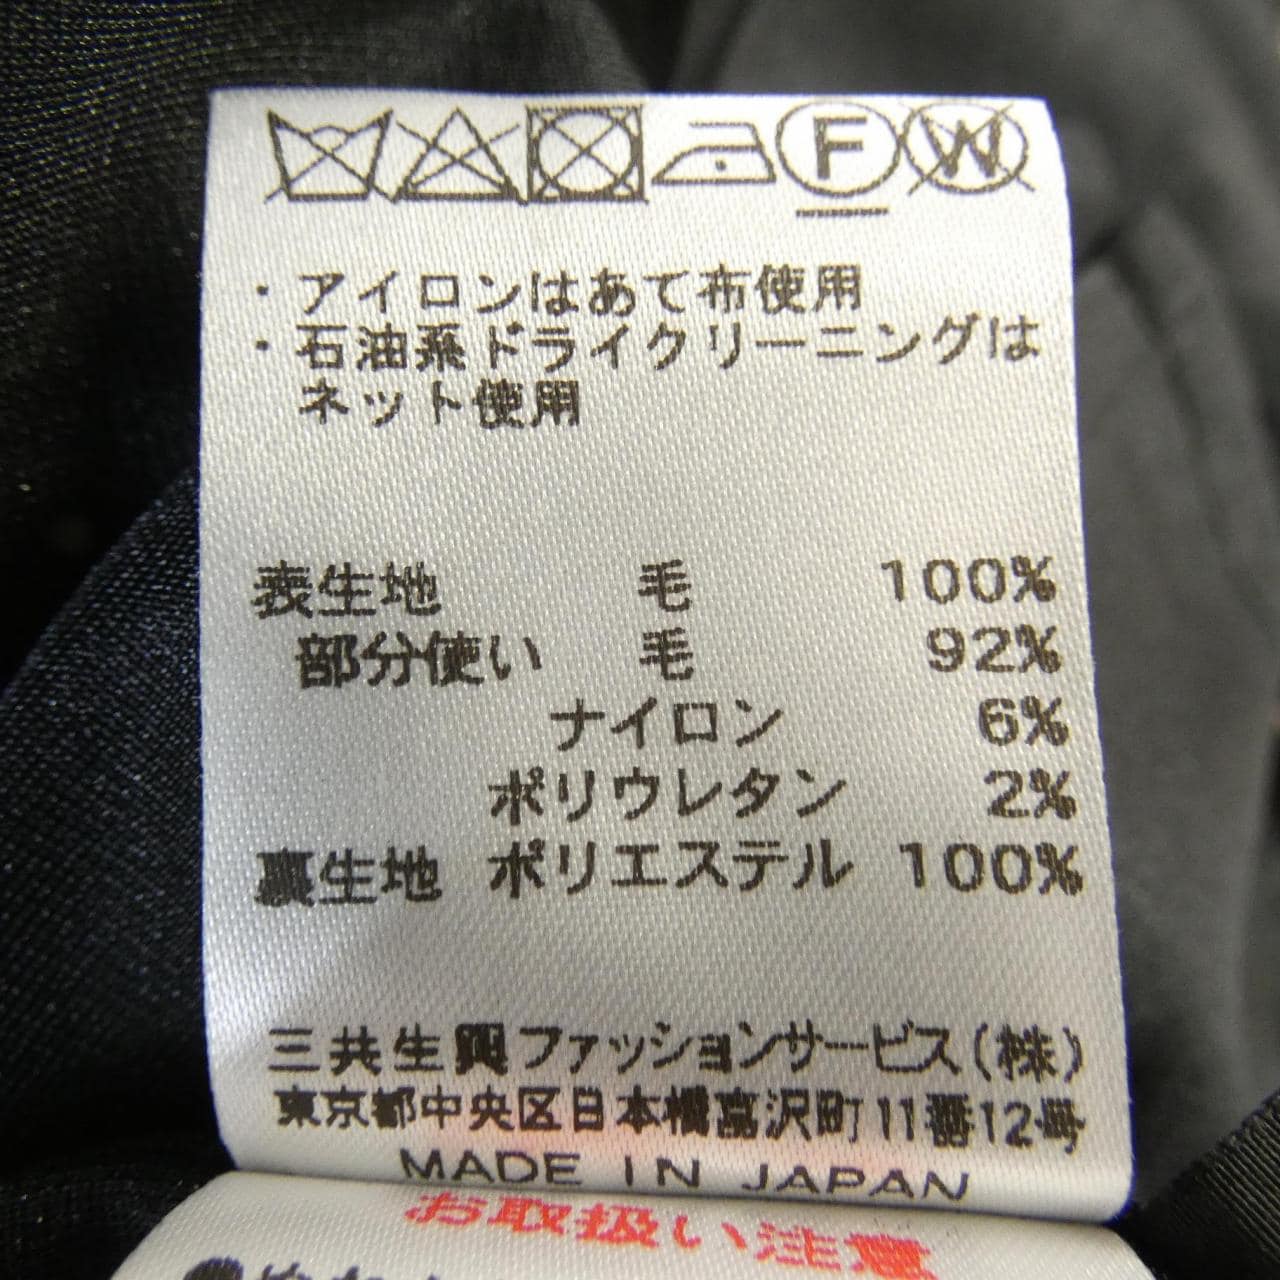 F W
・アイロンはあて布使用
・石油系ドライクリーニングは
ネット使用
表生地 毛 100%
部分使い 毛 92%
ナイロン 6%
ポリウレタン 2%
裏生地 ポリエステル 100%
三共生興ファッションサービス(株)
東京都中央区日本橋富沢町11番12号
MADE IN JAPAN
お取扱い注意